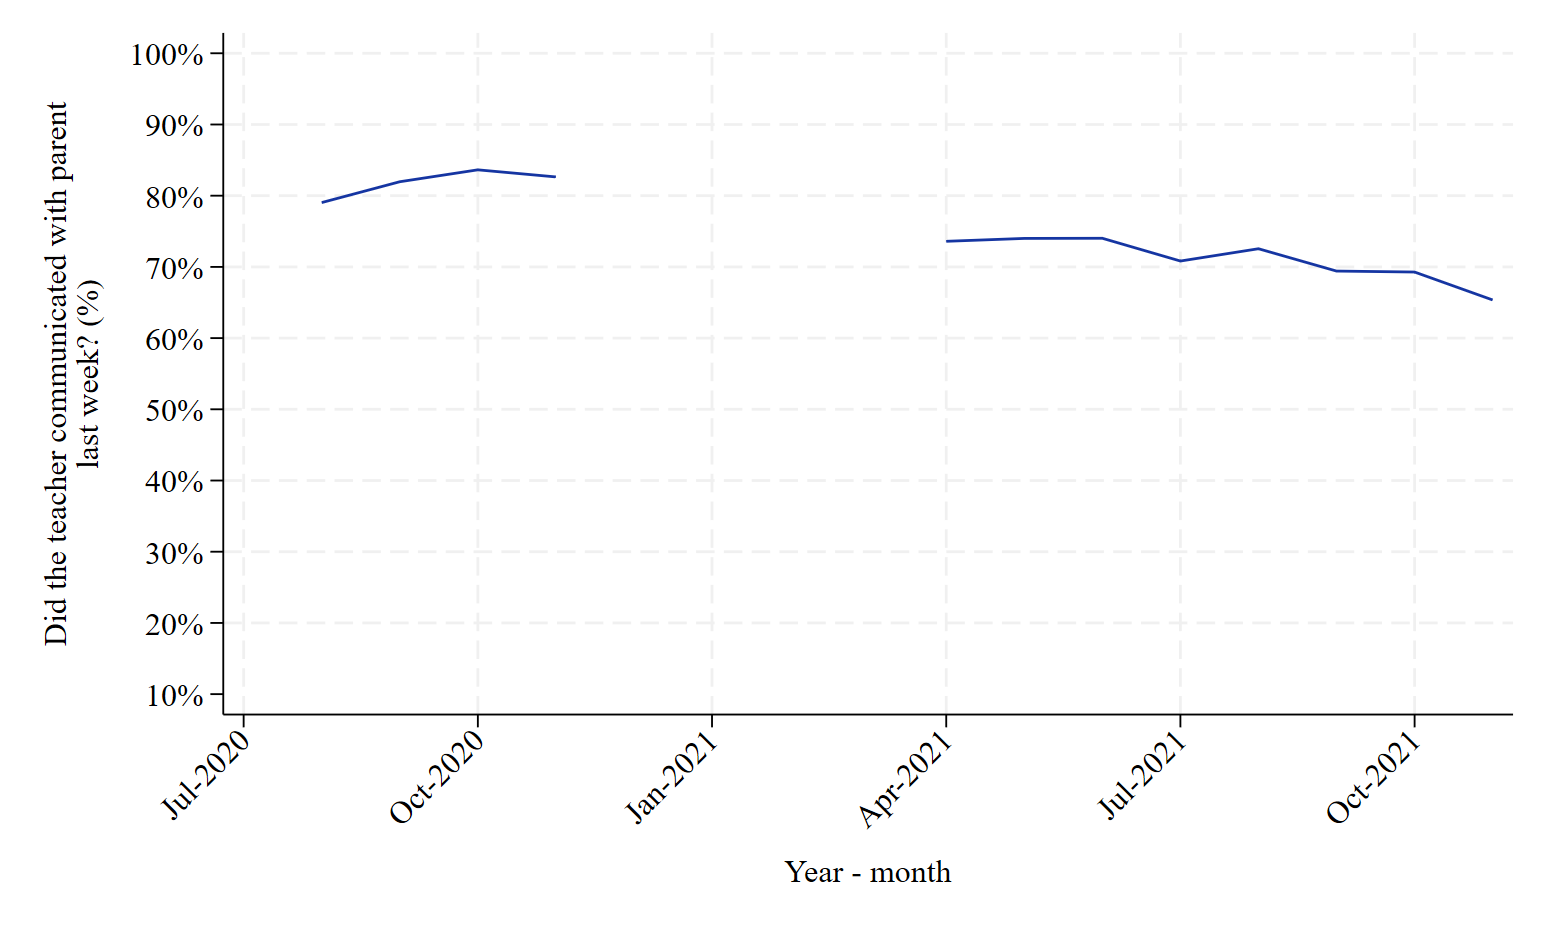 Did the teacher communicated with parent
last week? (%)
100%
90%
80%
70%
60%
50%
40%
30%
20%
10%
Jul-2020
Oct-2020
Jan-2021
Apr-2021
Jul-2021
Oct-2021
Year - month